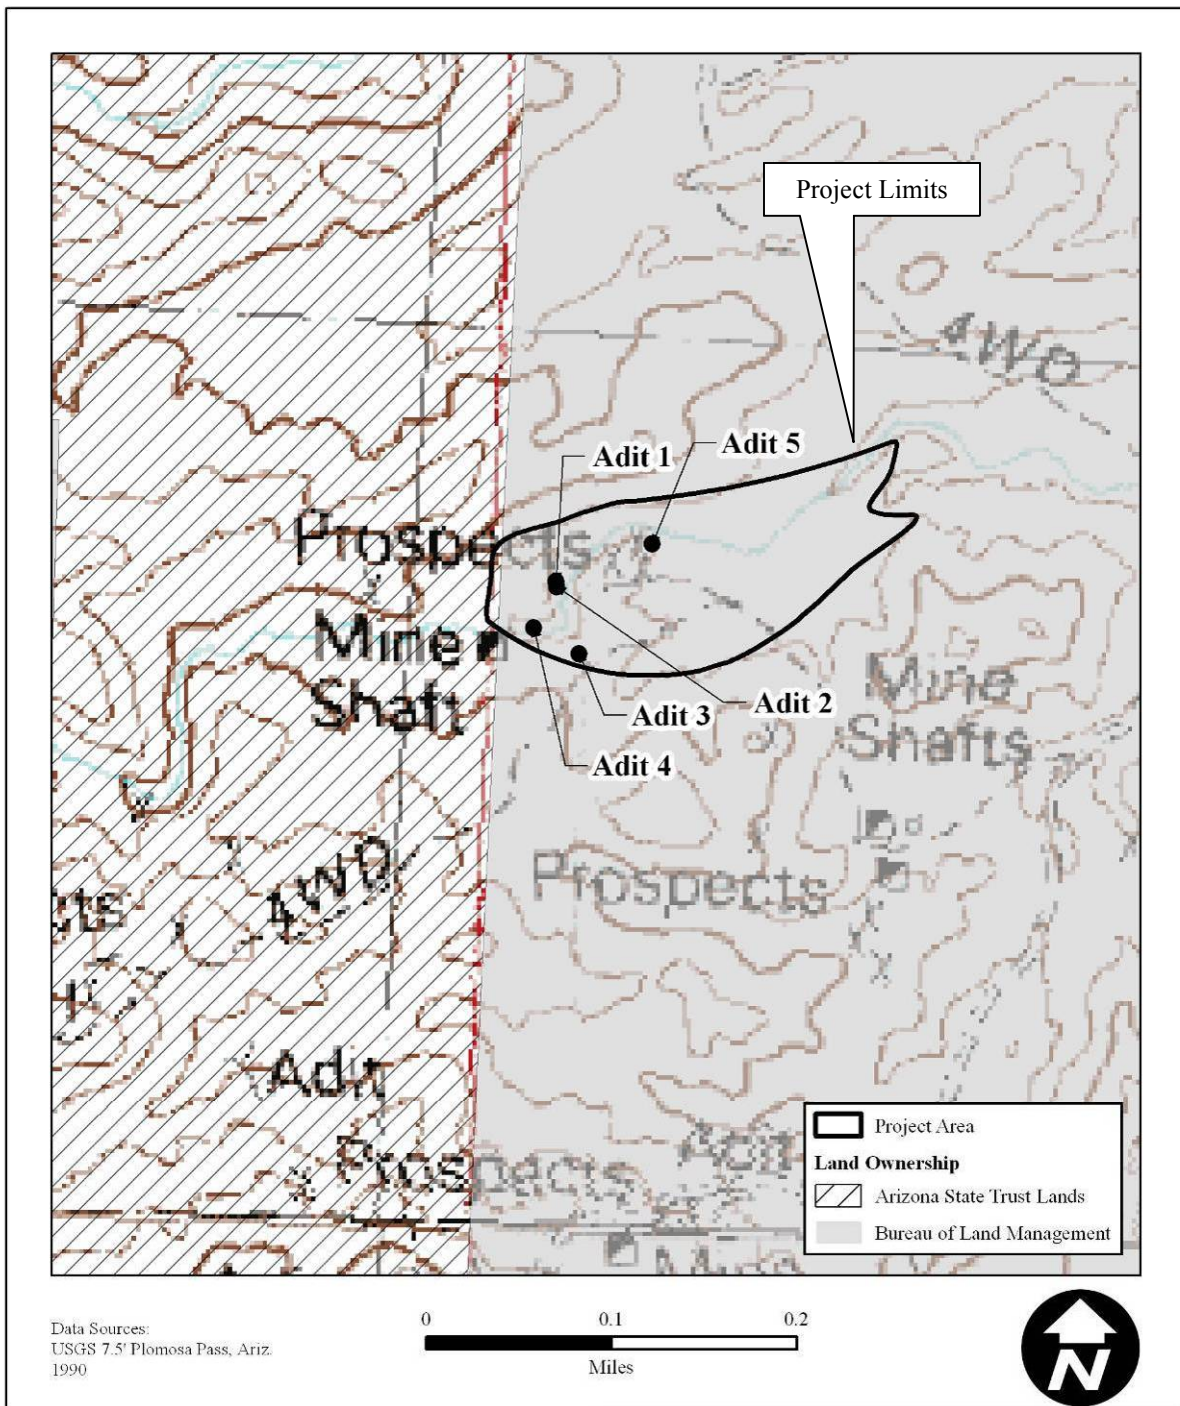 Project Limits
4WD
Adit 5
Adit 1
Prospects
Mine
Shaft
Adit 2
Adit 3
Adit 4
Mine
Shafts
4WD
Prospects
Adit
Prospects
Project Area
Land Ownership
Arizona State Trust Lands
Bureau of Land Management
Data Sources:
USGS 7.5' Plomosa Pass, Ariz.
1990
0 0.1 0.2
Miles
N